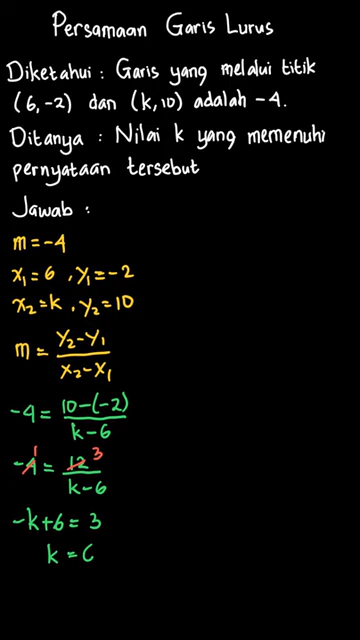 Persamaan Garis Lurus
Diketahui : Garis yang melalui titik
(6, -2) dan (k, 10) adalah -4.
Ditanya : Nilai k yang memenuhi
pernyataan tersebut
Jawab :
m = -4
x₁ = 6 , y₁ = -2
x₂ = k , y₂ = 10
m = (y₂ - y₁)/(x₂ - x₁)
-4 = (10 - (-2))/(k - 6)
-4 1 = 12 3/(k - 6)
-k + 6 = 3
k =